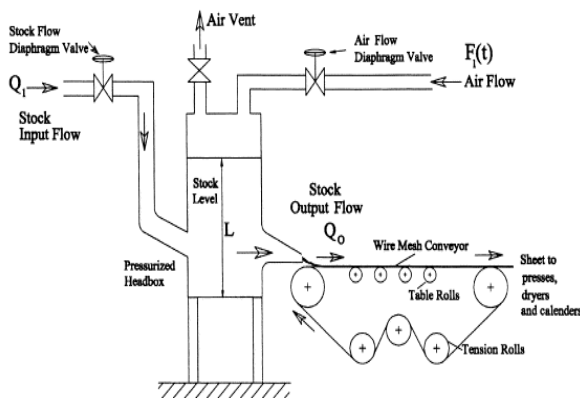 Air Vent
Stock Flow
Diaphragm Valve
Air Flow
Diaphragm Valve
F₁(t)
Air Flow
Q₁
Stock
Input Flow
Stock
Level
L
Stock
Output Flow
Q₀
Wire Mesh Conveyor
Sheet to
presses,
dryers
and calenders
Pressurized
Headbox
Table Rolls
Tension Rolls